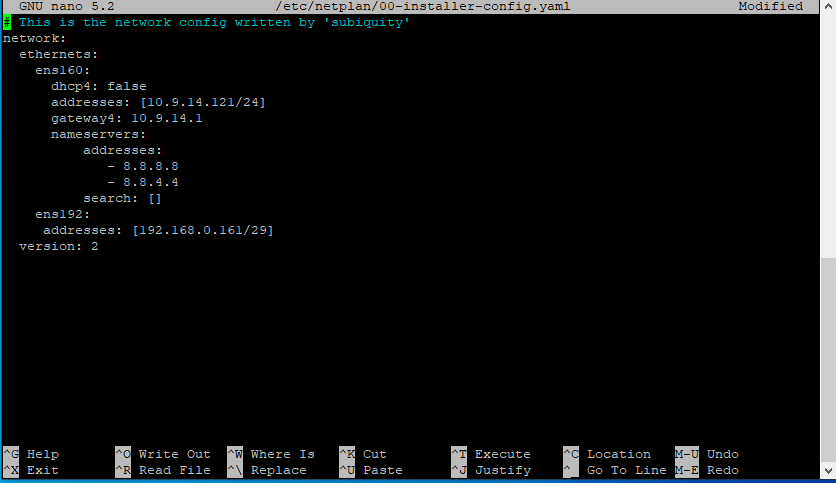 GNU nano 5.2 /etc/netplan/00-installer-config.yaml Modified
# This is the network config written by 'subiquity'
network:
  ethernets:
    ens160:
      dhcp4: false
      addresses: [10.9.14.121/24]
      gateway4: 10.9.14.1
      nameservers:
          addresses:
             - 8.8.8.8
             - 8.8.4.4
          search: []
    ens192:
     addresses: [192.168.0.161/29]
  version: 2
^G Help ^O Write Out ^W Where Is ^K Cut ^T Execute ^C Location M-U Undo
^X Exit ^R Read File ^\ Replace ^U Paste ^J Justify ^_ Go To Line M-E Redo